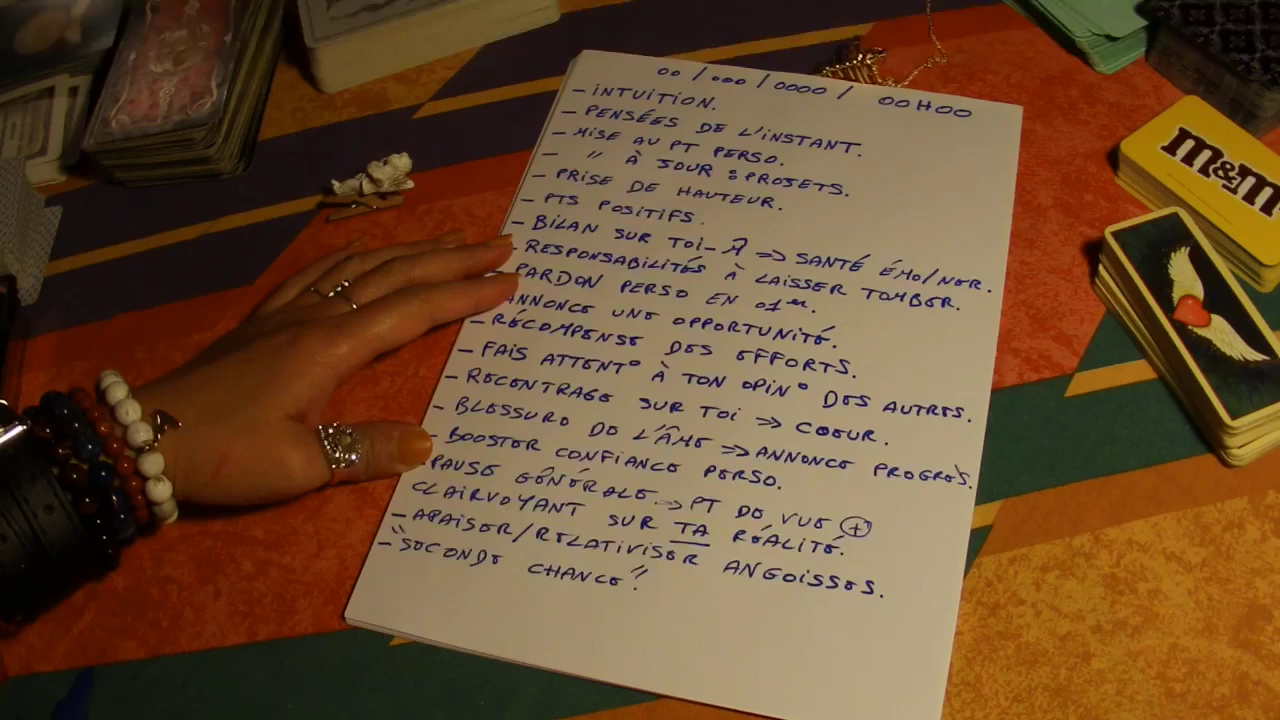 00 / 000 / 0000 / 00H00
- INTUITION.
- PENSÉES DE L'INSTANT.
- MISE AU PT PERSO.
- " À JOUR : PROJETS.
- PRISE DE HAUTEUR.
- PTS POSITIFS.
- BILAN SUR TOI - ⇒ SANTÉ ÉMO/NER.
- RESPONSABILITÉS À LAISSER TOMBER.
PARDON PERSO EN 01er.
ANNONCE UNE OPPORTUNITÉ.
- RÉCOMPENSE DES EFFORTS.
- FAIS ATTENT° À TON OPIN° DES AUTRES.
- RECENTRAGE SUR TOI ⇒ COEUR.
- BLESSURE DE L'ÂME ⇒ ANNONCE PROGRÈS.
- BOOSTER CONFIANCE PERSO.
PAUSE GÉNÉRALE ⇒ PT DE VUE ⊕
CLAIRVOYANT SUR TA RÉALITÉ.
- APAISER/RELATIVISER ANGOISSES.
- "SECONDE CHANCE".
M&M